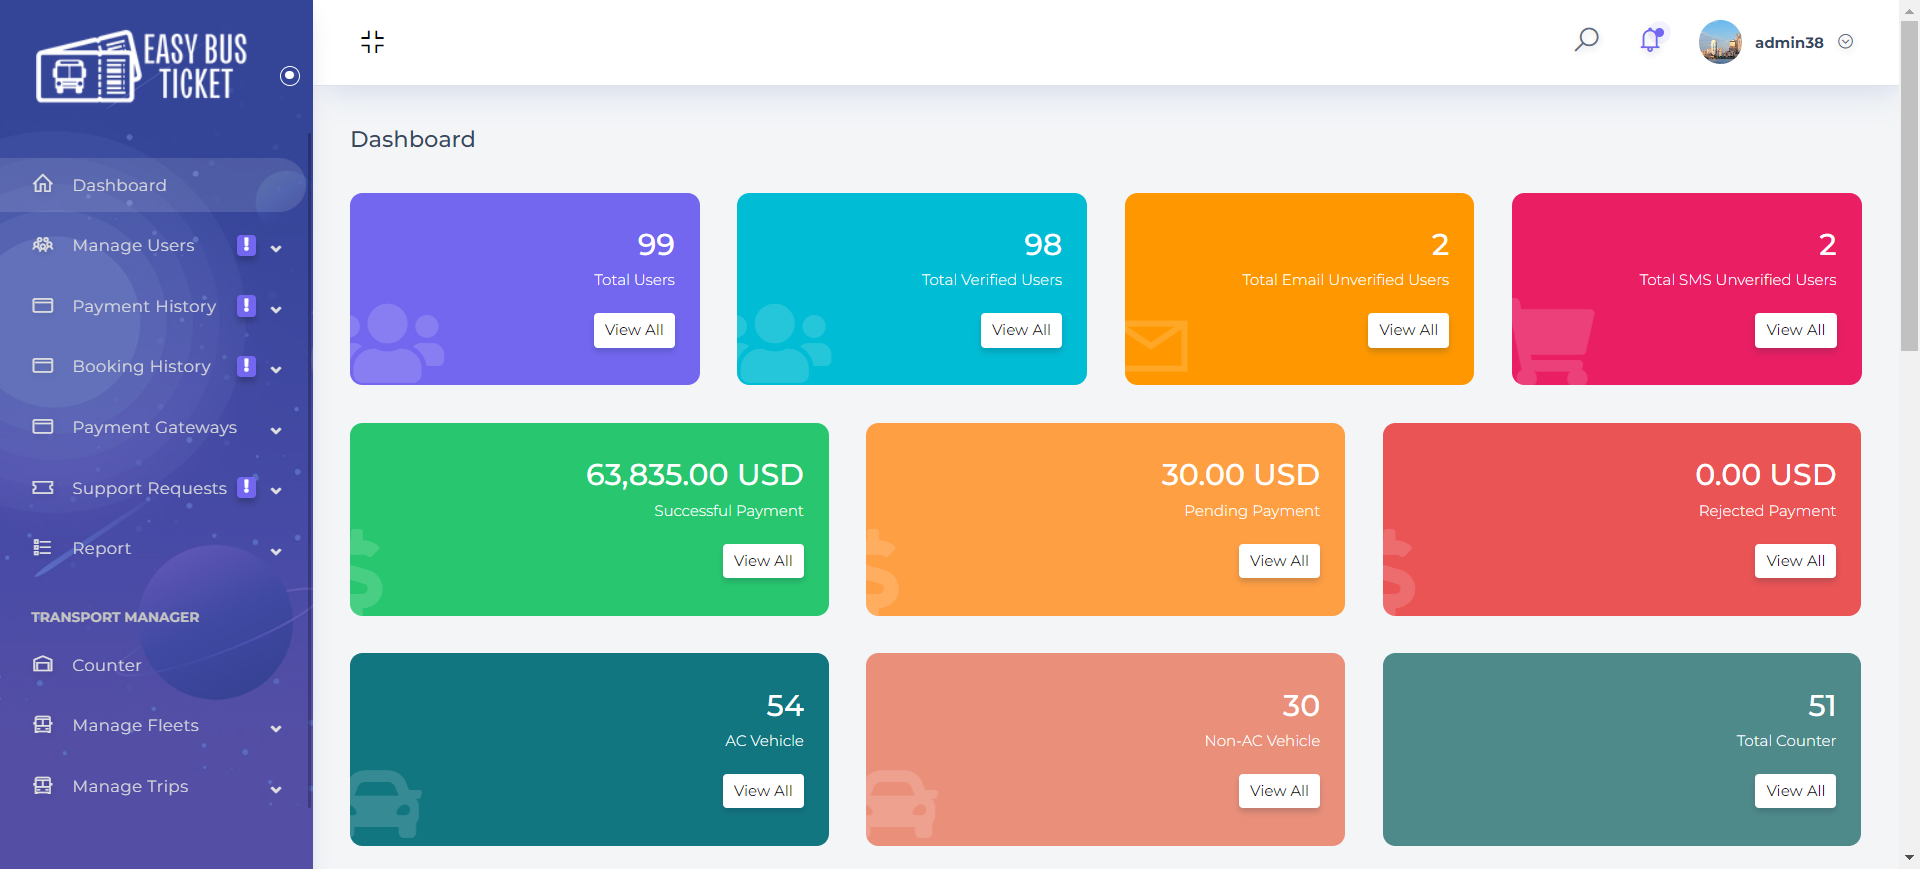 EASY BUS
TICKET
admin38
Dashboard
Manage Users !
Payment History !
Booking History !
Payment Gateways
Support Requests !
Report
TRANSPORT MANAGER
Counter
Manage Fleets
Manage Trips
Dashboard
99
Total Users
View All
98
Total Verified Users
View All
2
Total Email Unverified Users
View All
2
Total SMS Unverified Users
View All
63,835.00 USD
Successful Payment
View All
30.00 USD
Pending Payment
View All
0.00 USD
Rejected Payment
View All
54
AC Vehicle
View All
30
Non-AC Vehicle
View All
51
Total Counter
View All